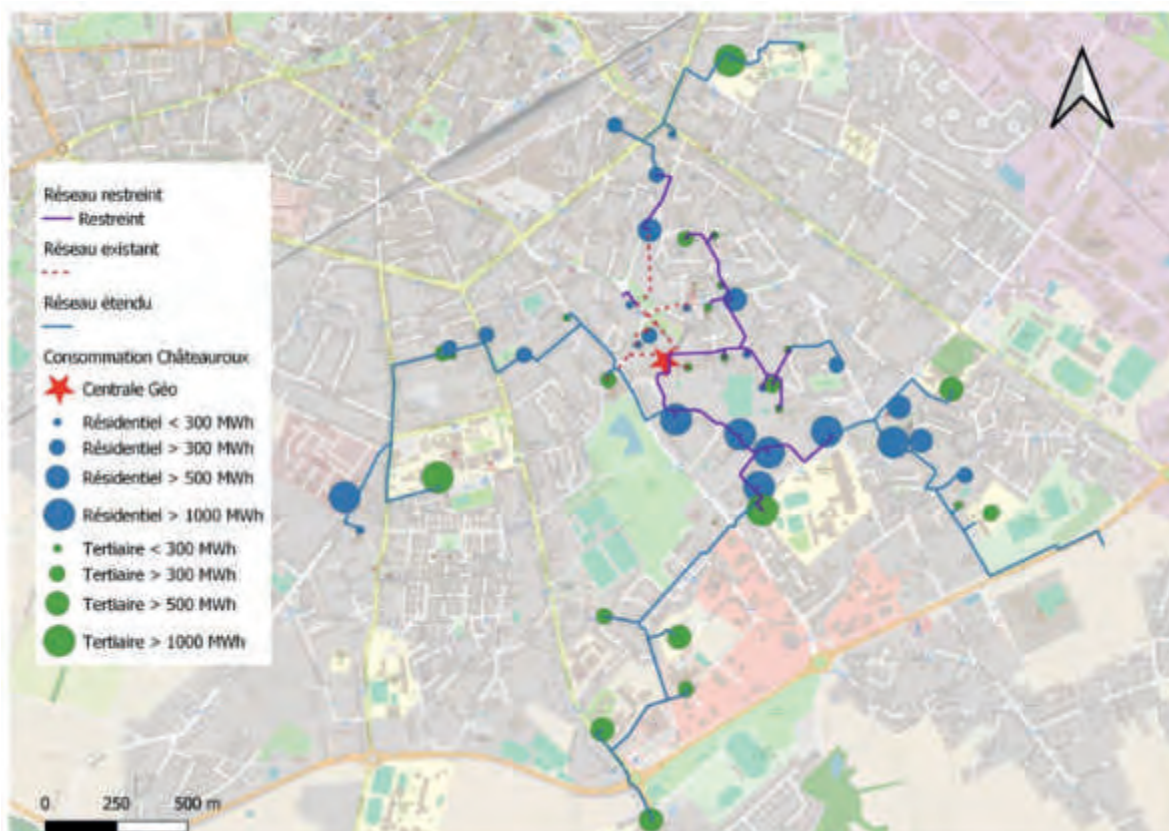 Réseau restreint
Restreint
Réseau existant
Réseau étendu
Consommation Châteauroux
Centrale Géo
Résidentiel < 300 MWh
Résidentiel > 300 MWh
Résidentiel > 500 MWh
Résidentiel > 1000 MWh
Tertiaire < 300 MWh
Tertiaire > 300 MWh
Tertiaire > 500 MWh
Tertiaire > 1000 MWh
0 250 500 m